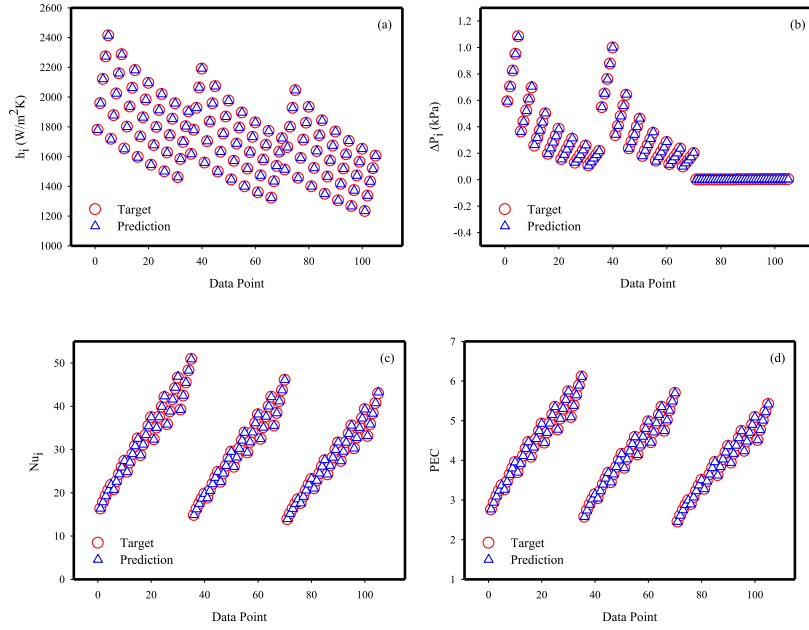 (a)
2600
2400
2200
2000
1800
1600
1400
1200
1000
hi (W/m²K)
Target
Prediction
0 20 40 60 80 100
Data Point
(b)
1.2
1.0
0.8
0.6
0.4
0.2
0.0
-0.2
-0.4
ΔPi (kPa)
Target
Prediction
0 20 40 60 80 100
Data Point
(c)
50
40
30
20
10
0
Nui
Target
Prediction
0 20 40 60 80 100
Data Point
(d)
7
6
5
4
3
2
1
PEC
Target
Prediction
0 20 40 60 80 100
Data Point